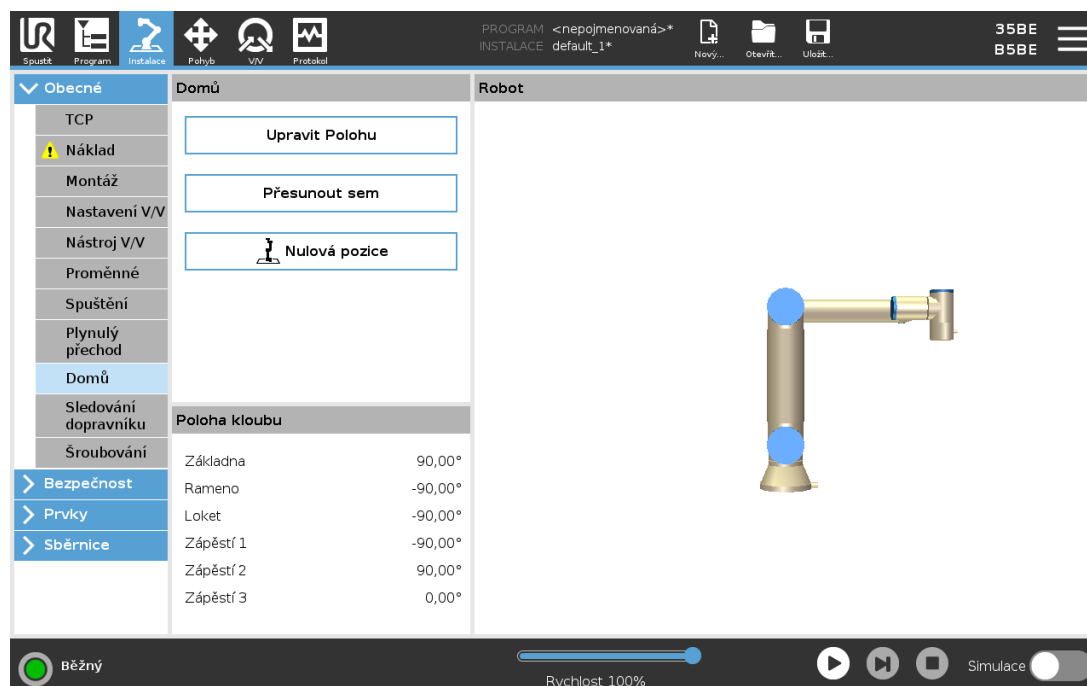 PROGRAM <nepojmenovaná>*
INSTALACE default_1*
35BE
B5BE
Spustit
Program
Instalace
Pohyb
V/V
Protokol
Nový...
Otevřít...
Uložit...
Obecné
TCP
Náklad
Montáž
Nastavení V/V
Nástroj V/V
Proměnné
Spuštění
Plynulý
přechod
Domů
Sledování
dopravníku
Šroubování
Bezpečnost
Prvky
Sběrnice
Domů
Upravit Polohu
Přesunout sem
Nulová pozice
Poloha kloubu
Základna 90,00°
Rameno -90,00°
Loket -90,00°
Zápěstí 1 -90,00°
Zápěstí 2 90,00°
Zápěstí 3 0,00°
Robot
Běžný
Rychlost 100%
Simulace